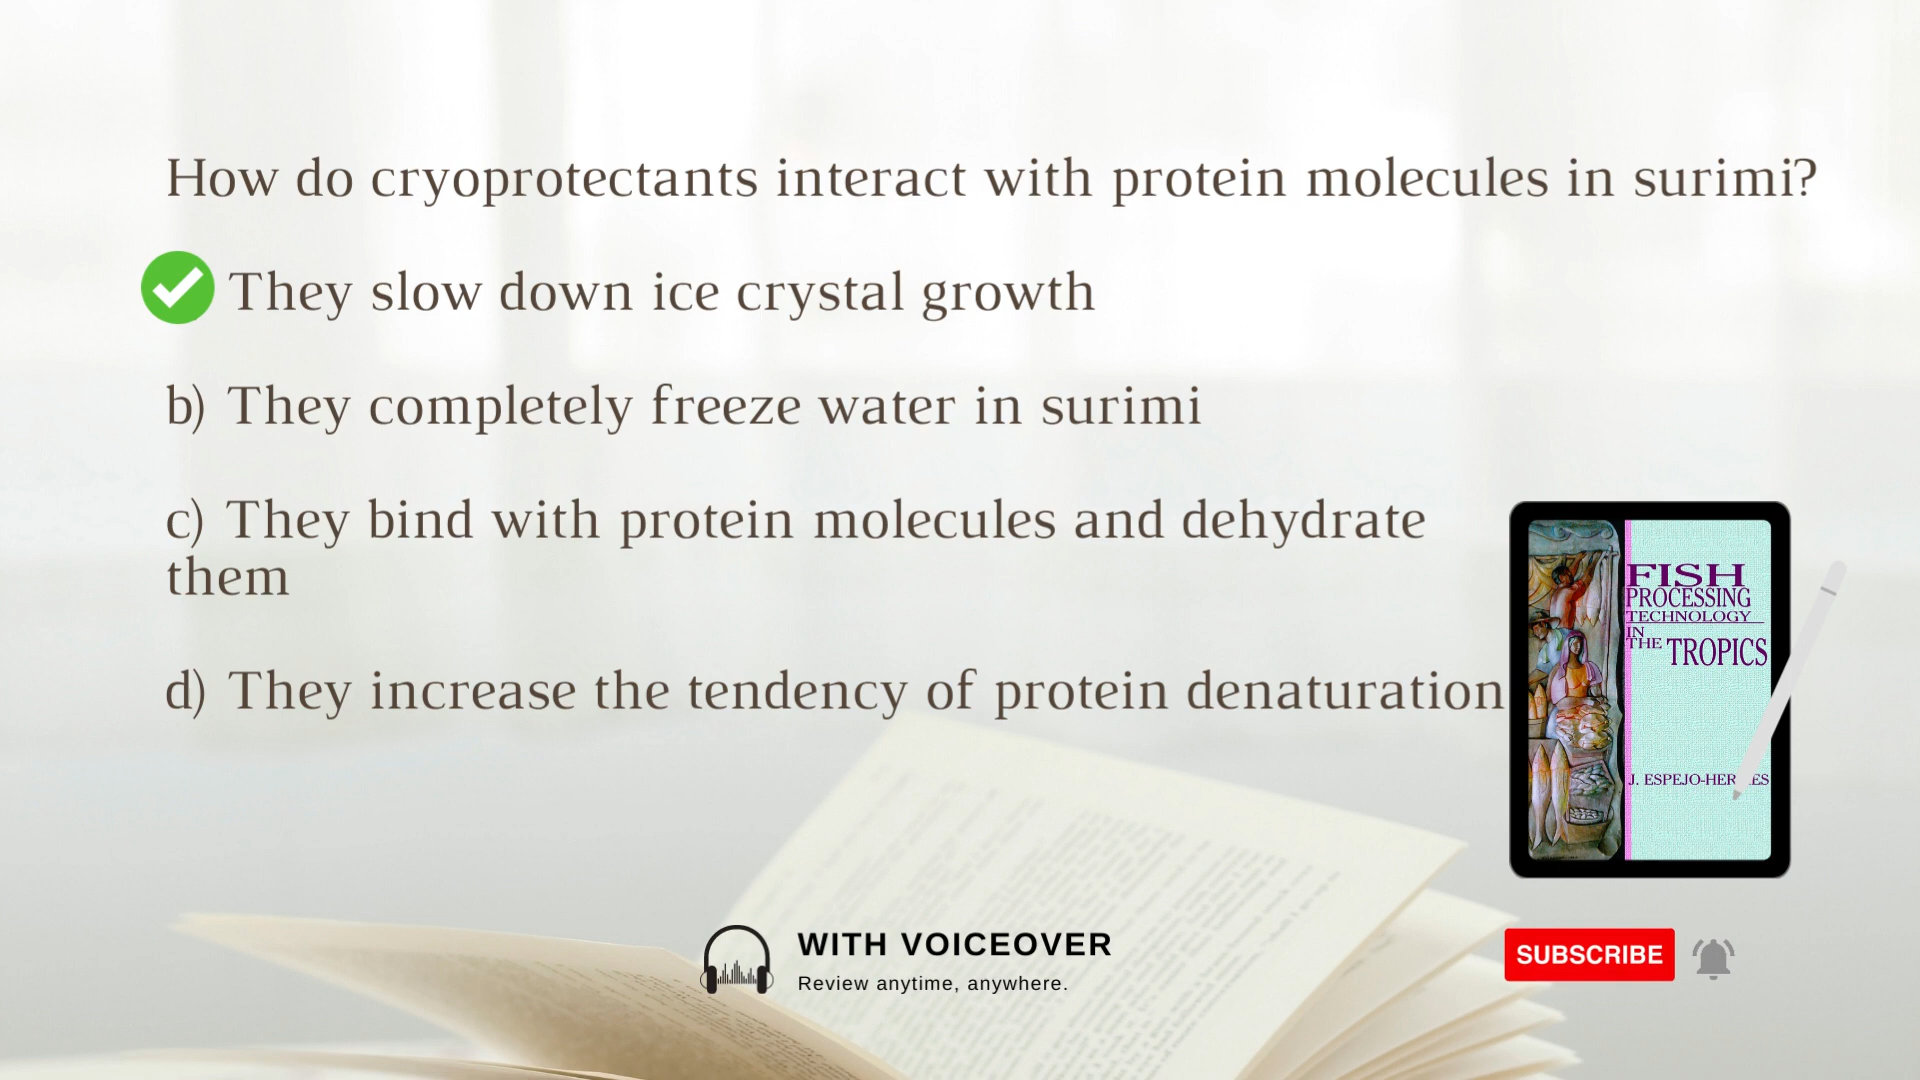 How do cryoprotectants interact with protein molecules in surimi?
They slow down ice crystal growth
b) They completely freeze water in surimi
c) They bind with protein molecules and dehydrate
them
d) They increase the tendency of protein denaturation
FISH
PROCESSING
TECHNOLOGY
IN
THE TROPICS
J. ESPEJO-
WITH VOICEOVER
Review anytime, anywhere.
SUBSCRIBE